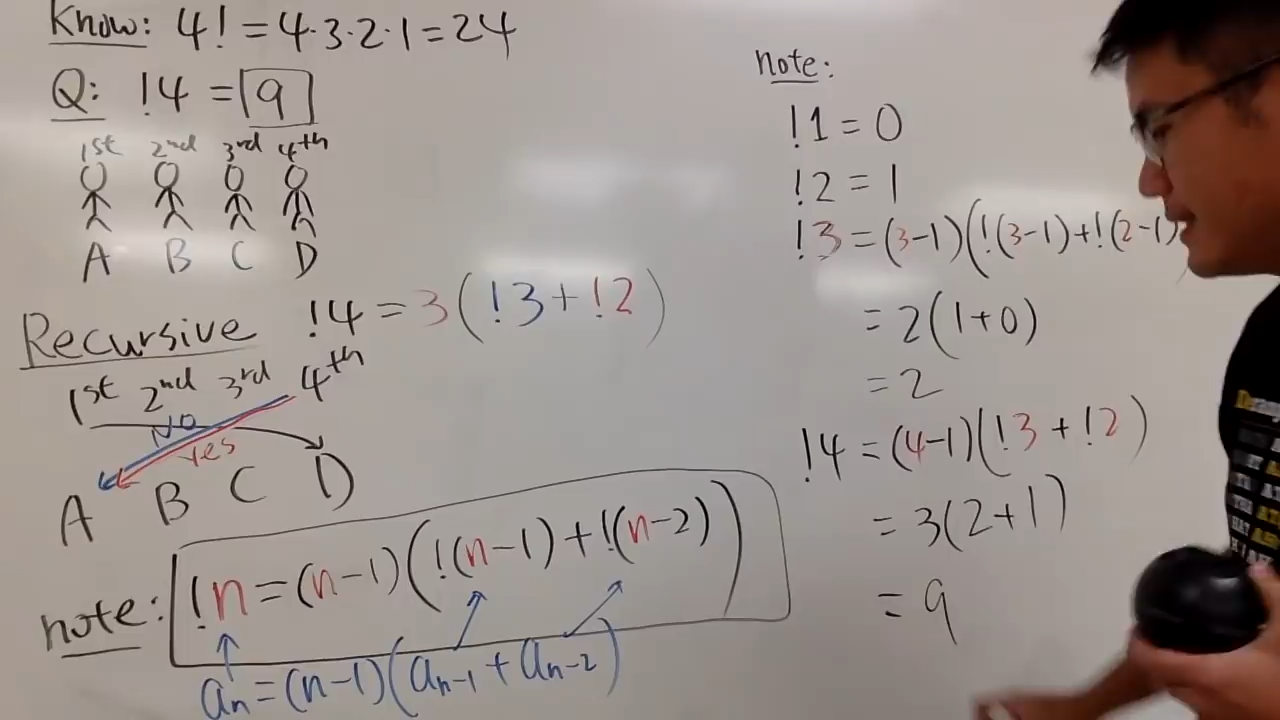 Know: 4! = 4·3·2·1 = 24
Q: !4 = 9
1st 2nd 3rd 4th
A B C D
Recursive !4 = 3(!3 + !2)
1st 2nd 3rd 4th
NO
Yes
A B C D
note: !n = (n-1)(!(n-1) + !(n-2))
an = (n-1)(an-1 + an-2)
note:
!1 = 0
!2 = 1
!3 = (3-1)(!(3-1) + !(2-1)
= 2(1+0)
= 2
!4 = (4-1)(!3 + !2)
= 3(2+1)
= 9